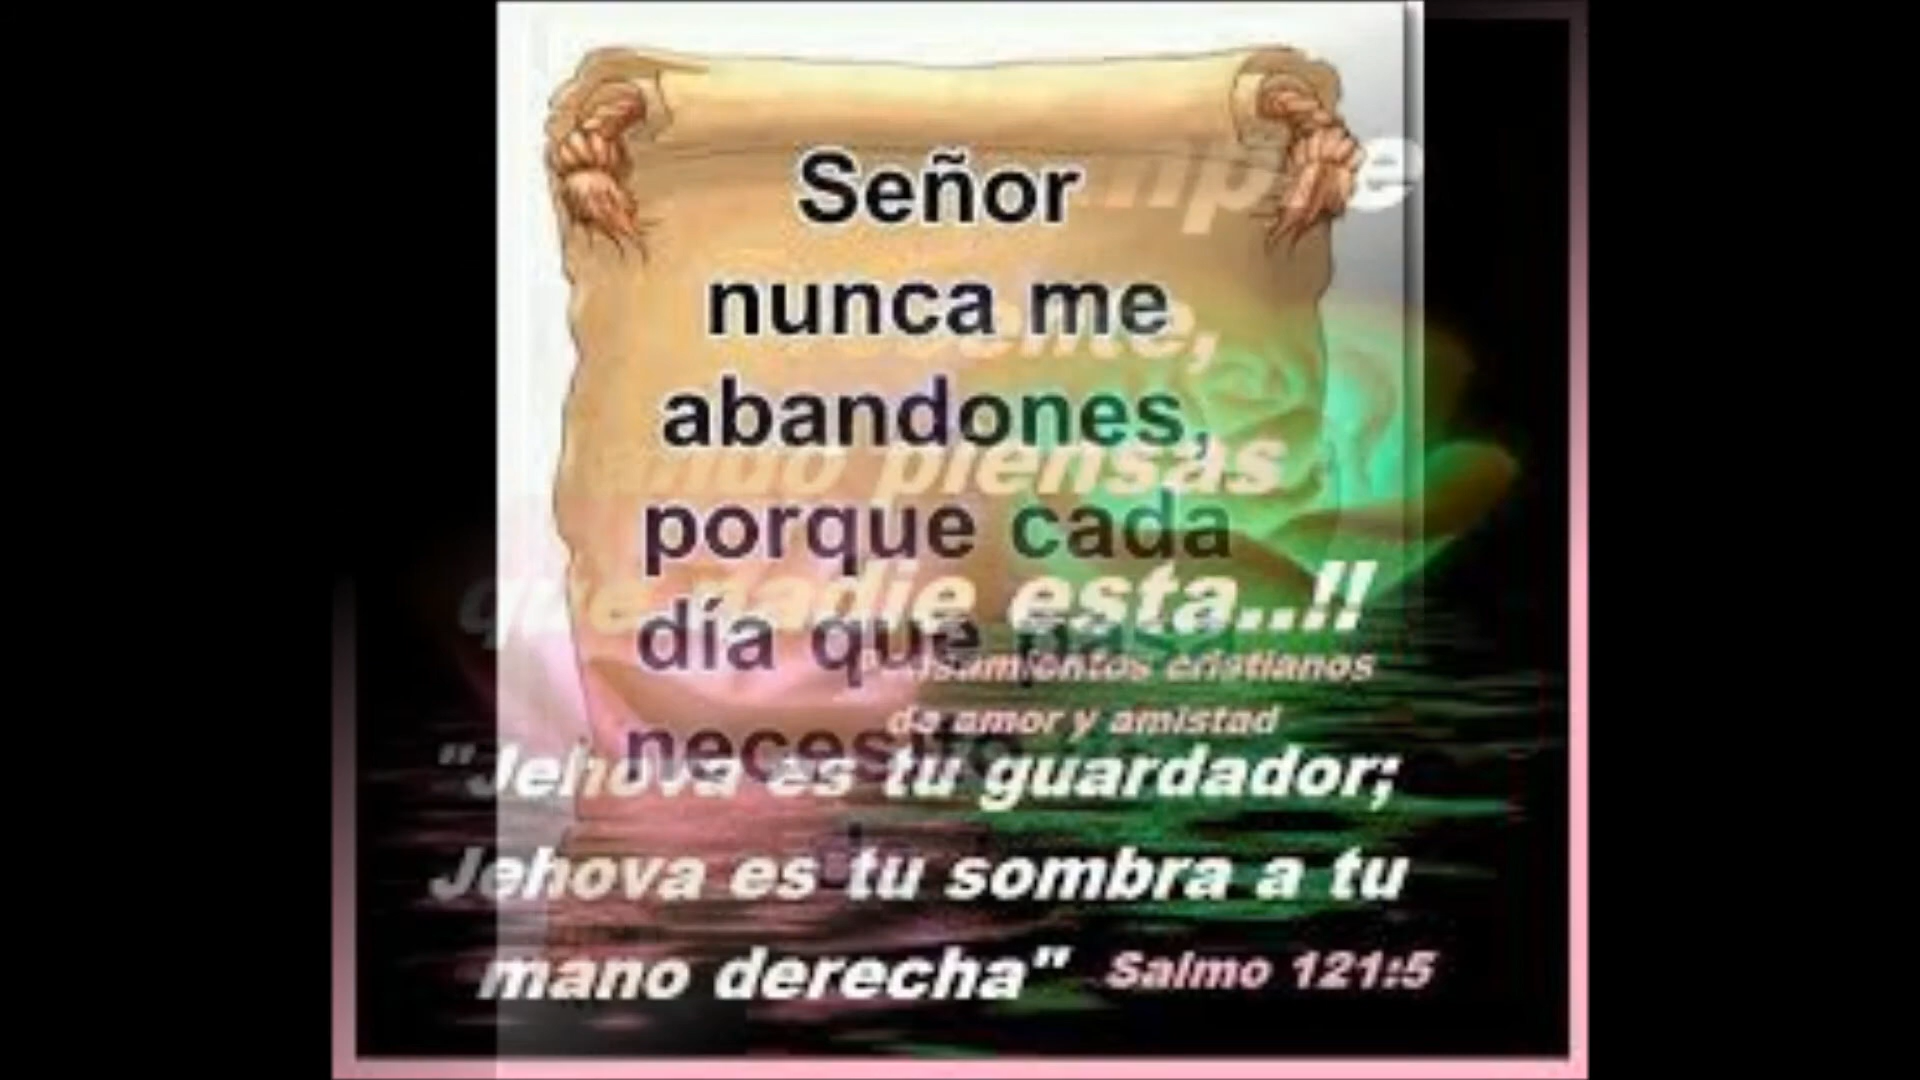 Señor
nunca me
abandones,
porque cada
día que
piensas
que nadie esta..!!
Pensamientos cristianos
de amor y amistad
"Jehova es tu guardador;
Jehova es tu sombra a tu
mano derecha" Salmo 121:5